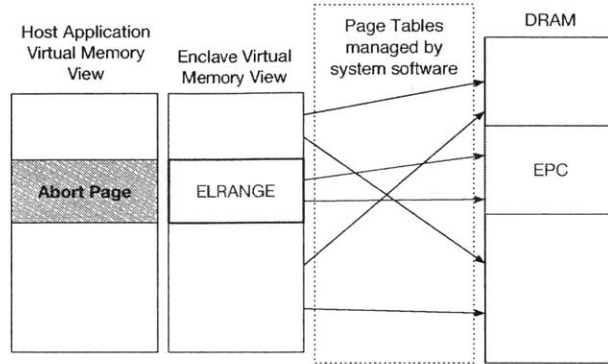 Host Application
Virtual Memory
View
Abort Page
Enclave Virtual
Memory View
ELRANGE
Page Tables
managed by
system software
DRAM
EPC